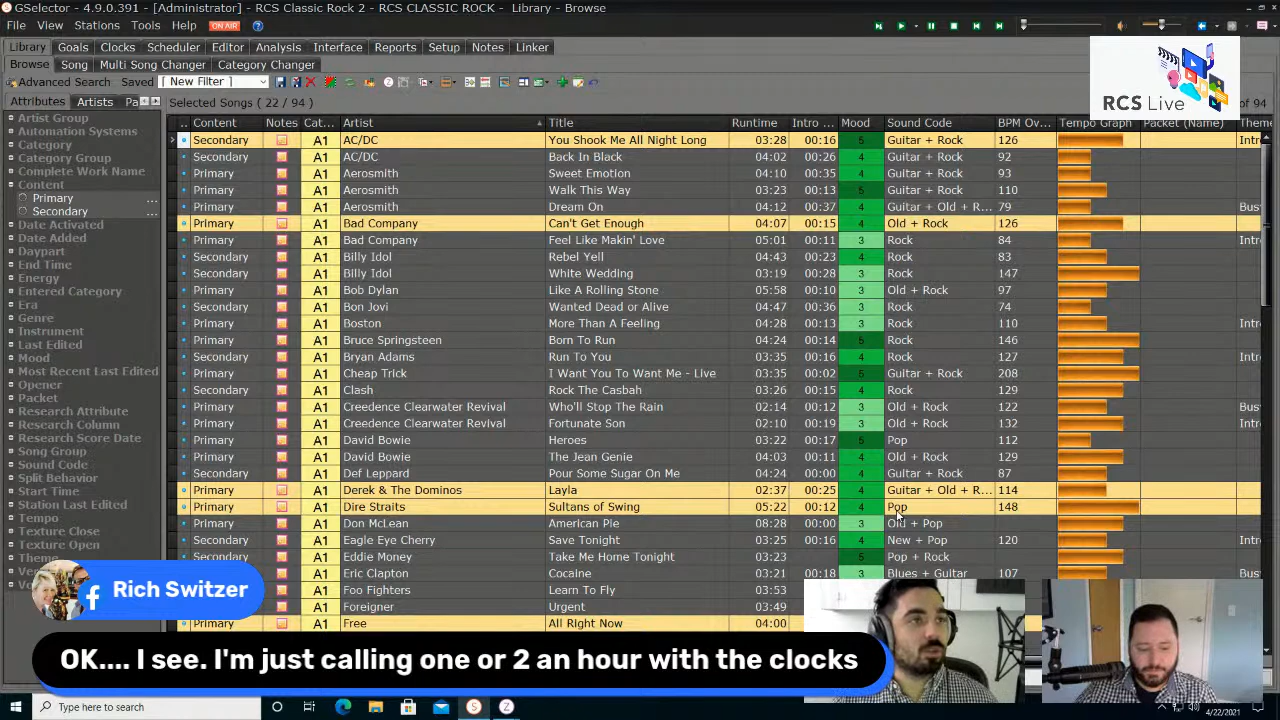 GSelector - 4.9.0.391 - [Administrator] - RCS Classic Rock 2 - RCS CLASSIC ROCK - Library - Browse
File View Stations Tools Help ON AIR
Library Goals Clocks Scheduler Editor Analysis Interface Reports Setup Notes Linker
Browse Song Multi Song Changer Category Changer
Advanced Search Saved [ New Filter ]
RCS Live
Attributes Artists Pa Selected Songs ( 22 / 94 ) of 94
Artist Group
Automation Systems
Category
Category Group
Complete Work Name
Content
Primary ...
Secondary ...
Date Activated
Date Added
Daypart
End Time
Energy
Entered Category
Era
Genre
Instrument
Last Edited
Mood
Most Recent Last Edited
Opener
Packet
Research Attribute
Research Column
Research Score Date
Song Group
Sound Code
Split Behavior
Start Time
Station Last Edited
Tempo
Texture Close
Texture Open
Theme
.. Content Notes Cat... Artist Title Runtime Intro ... Mood Sound Code BPM Ov... Tempo Graph Packet (Name) Theme
Secondary A1 AC/DC You Shook Me All Night Long 03:28 00:16 5 Guitar + Rock 126 Intr
Secondary A1 AC/DC Back In Black 04:02 00:26 4 Guitar + Rock 92
Primary A1 Aerosmith Sweet Emotion 04:10 00:35 4 Guitar + Rock 93
Primary A1 Aerosmith Walk This Way 03:23 00:13 5 Guitar + Rock 110
Primary A1 Aerosmith Dream On 04:12 00:37 4 Guitar + Old + R... 79 Bus
Primary A1 Bad Company Can't Get Enough 04:07 00:15 4 Old + Rock 126
Primary A1 Bad Company Feel Like Makin' Love 05:01 00:11 3 Rock 84
Primary A1 Billy Idol Rebel Yell 04:43 00:23 4 Rock 83
Primary A1 Billy Idol White Wedding 03:19 00:28 3 Rock 147
Primary A1 Bob Dylan Like A Rolling Stone 05:58 00:10 3 Old + Rock 97
Secondary A1 Bon Jovi Wanted Dead or Alive 04:47 00:36 3 Rock 74
Primary A1 Boston More Than A Feeling 04:28 00:13 3 Rock 110 Intr
Primary A1 Bruce Springsteen Born To Run 04:24 00:14 5 Rock 146
Secondary A1 Bryan Adams Run To You 03:35 00:16 4 Rock 127 Intr
Primary A1 Cheap Trick I Want You To Want Me - Live 03:35 00:02 5 Guitar + Rock 208
Secondary A1 Clash Rock The Casbah 03:26 00:15 4 Rock 129
Primary A1 Creedence Clearwater Revival Who'll Stop The Rain 02:14 00:12 3 Old + Rock 122 Bus
Primary A1 Creedence Clearwater Revival Fortunate Son 02:10 00:19 3 Old + Rock 132
Primary A1 David Bowie Heroes 03:22 00:17 5 Pop 112
Primary A1 David Bowie The Jean Genie 04:03 00:11 4 Old + Rock 129
Secondary A1 Def Leppard Pour Some Sugar On Me 04:24 00:00 4 Guitar + Rock 87
Primary A1 Derek & The Dominos Layla 02:37 00:25 4 Guitar + Old + R... 114
Primary A1 Dire Straits Sultans of Swing 05:22 00:12 4 Pop 148
Primary A1 Don McLean American Pie 08:28 00:00 3 Old + Pop
Secondary A1 Eagle Eye Cherry Save Tonight 03:25 00:16 4 New + Pop 120 Intr
Secondary A1 Eddie Money Take Me Home Tonight 03:23 5 Pop + Rock
A1 Eric Clapton Cocaine 03:21 00:18 3 Blues + Guitar 107
A1 Foo Fighters Learn To Fly 03:53
A1 Foreigner Urgent 03:49
Primary A1 Free All Right Now 04:00
Rich Switzer
OK.... I see. I'm just calling one or 2 an hour with the clocks
Type here to search
4/22/2021